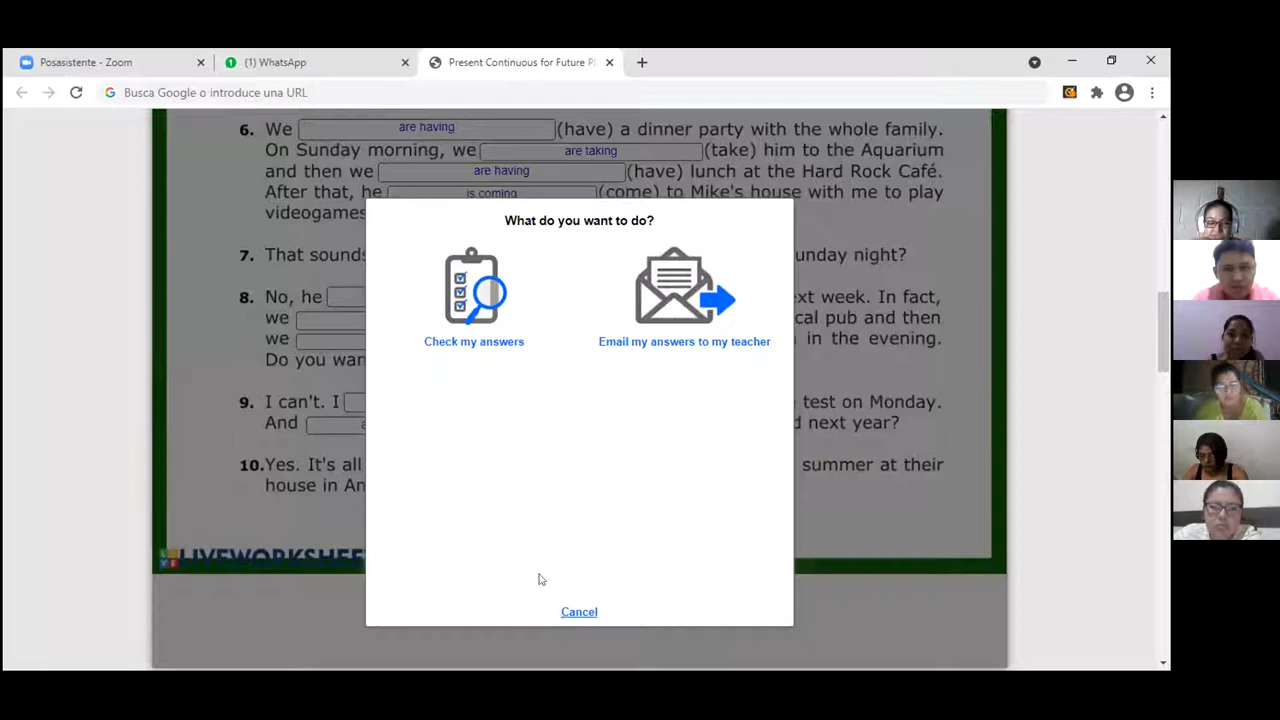 Posasistente - Zoom
(1) WhatsApp
Present Continuous for Future Pl
Busca Google o introduce una URL
6. We are having (have) a dinner party with the whole family.
On Sunday morning, we are taking (take) him to the Aquarium
and then we are having (have) lunch at the Hard Rock Café.
After that, he is coming (come) to Mike's house with me to play
videogames
What do you want to do?
7. That sounds unday night?
8. No, he ext week. In fact,
we cal pub and then
we in the evening.
Do you wan
Check my answers
Email my answers to my teacher
9. I can't. I test on Monday.
And d next year?
10. Yes. It's all summer at their
house in An
LIVEWORKSHEE
Cancel